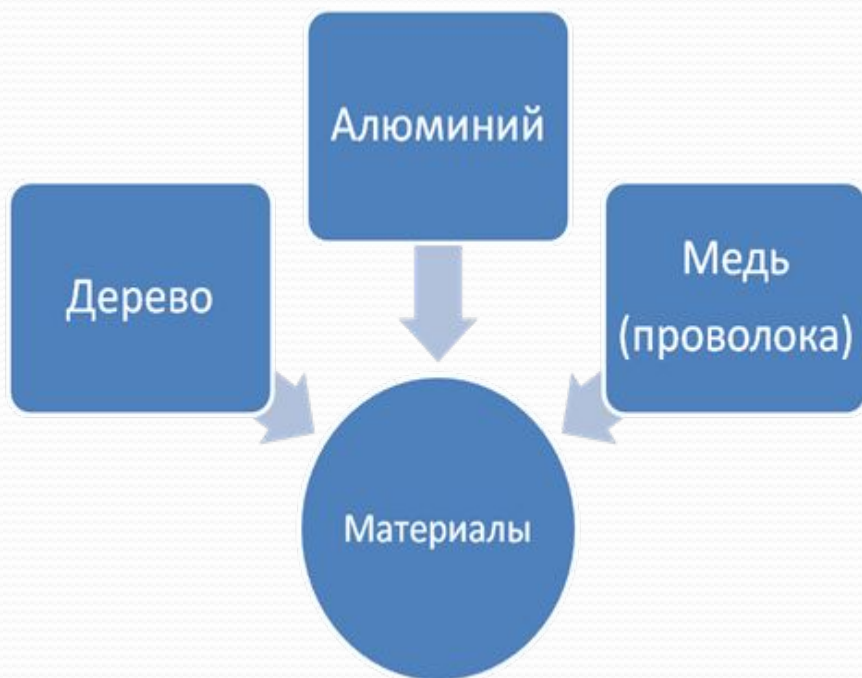 Алюминий
Дерево
Медь
(проволока)
Материалы